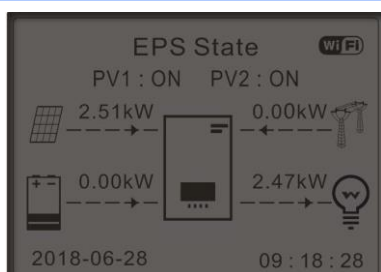 EPS State WiFi
PV1 : ON PV2 : ON
2.51kW 0.00kW
0.00kW 2.47kW
2018-06-28 09 : 18 : 28